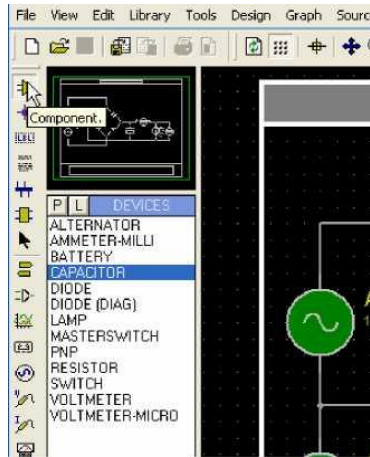 File View Edit Library Tools Design Graph Sourc
Component.
P L DEVICES
ALTERNATOR
AMMETER-MILLI
BATTERY
CAPACITOR
DIODE
DIODE (DIAG)
LAMP
MASTERSWITCH
PNP
RESISTOR
SWITCH
VOLTMETER
VOLTMETER-MICRO